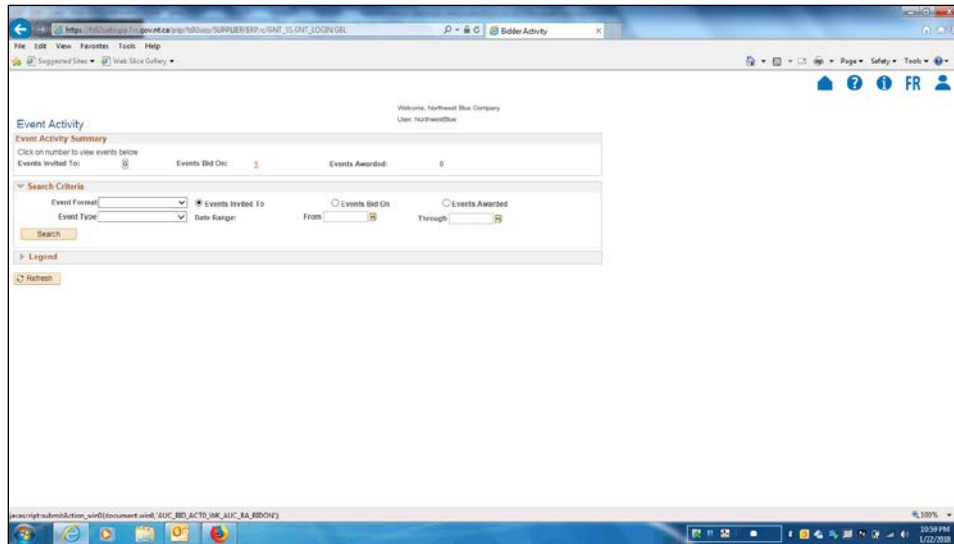 Bidder Activity
File Edit View Favorites Tools Help
Suggested Sites Web Slice Gallery Page Safety Tools
FR
Welcome, Northwest Blue Company
User: NorthwestBlue
Event Activity
Event Activity Summary
Click on number to view events below
Events Invited To: 0 Events Bid On: 1 Events Awarded: 0
Search Criteria
Event Format Events Invited To Events Bid On Events Awarded
Event Type Date Range: From Through
Search
Legend
Refresh
100%
10:59 PM
1/22/2018